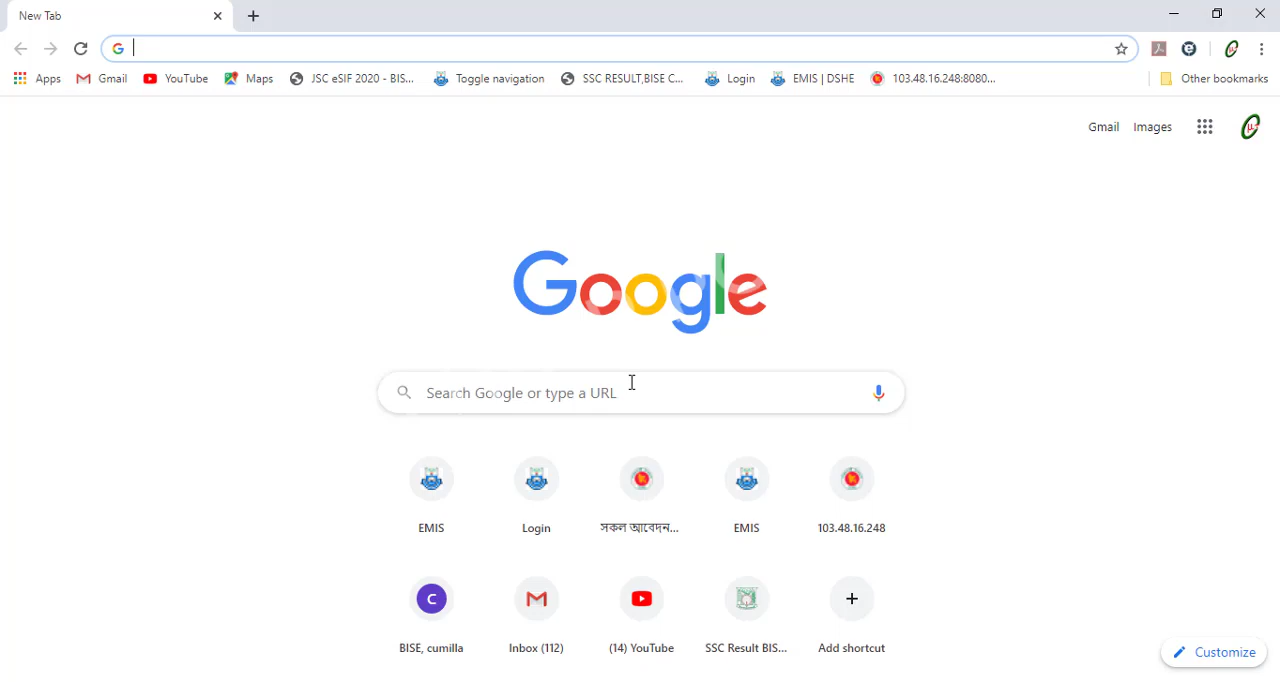 New Tab
Apps Gmail YouTube Maps JSC eSIF 2020 - BIS... Toggle navigation SSC RESULT,BISE C... Login EMIS | DSHE 103.48.16.248:8080... Other bookmarks
Gmail Images
Google
Search Google or type a URL
EMIS Login সকল আবেদন... EMIS 103.48.16.248
C
BISE, cumilla Inbox (112) (14) YouTube SSC Result BIS... Add shortcut
Customize